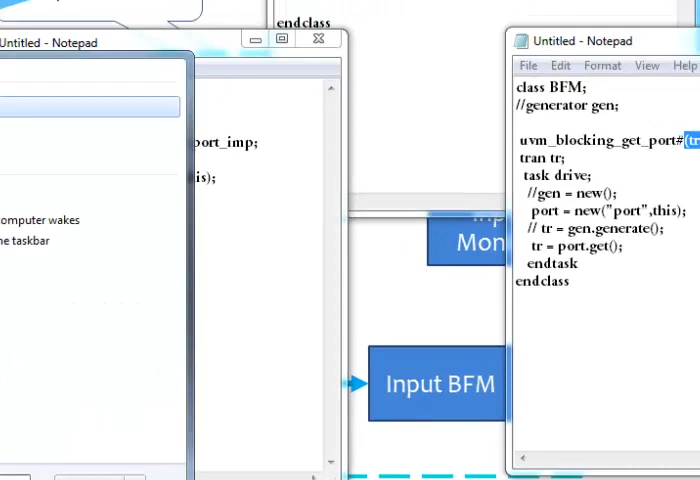 endclass
Untitled - Notepad
port_imp;
is);
omputer wakes
he taskbar
Input BFM
Untitled - Notepad
File Edit Format View Help
class BFM;
//generator gen;
uvm_blocking_get_port#(tr
tran tr;
task drive;
//gen = new();
port = new("port",this);
// tr = gen.generate();
tr = port.get();
endtask
endclass
Mon